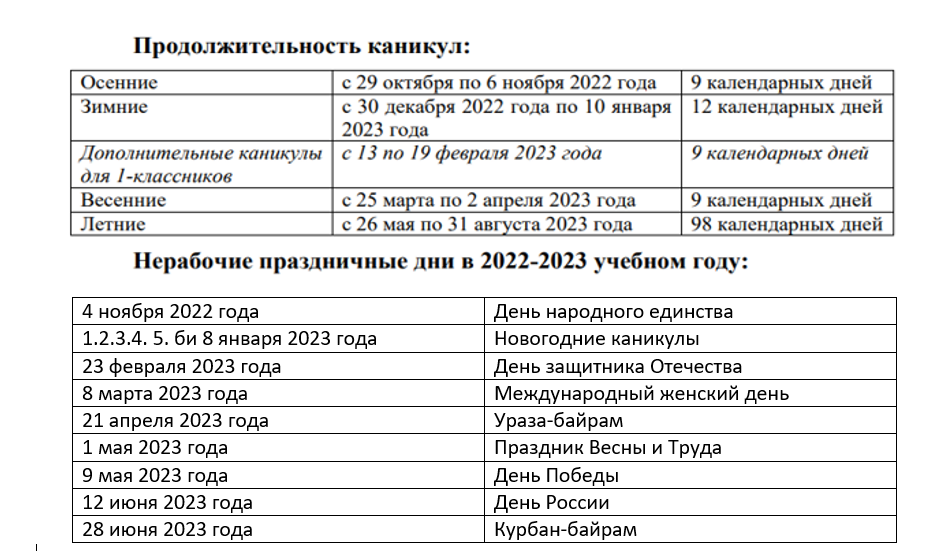 Продолжительность каникул:
Осенние с 29 октября по 6 ноября 2022 года 9 календарных дней
Зимние с 30 декабря 2022 года по 10 января 12 календарных дней
2023 года
Дополнительные каникулы с 13 по 19 февраля 2023 года 9 календарных дней
для 1-классников
Весенние с 25 марта по 2 апреля 2023 года 9 календарных дней
Летние с 26 мая по 31 августа 2023 года 98 календарных дней
Нерабочие праздничные дни в 2022-2023 учебном году:
4 ноября 2022 года День народного единства
1.2.3.4. 5. би 8 января 2023 года Новогодние каникулы
23 февраля 2023 года День защитника Отечества
8 марта 2023 года Международный женский день
21 апреля 2023 года Ураза-байрам
1 мая 2023 года Праздник Весны и Труда
9 мая 2023 года День Победы
12 июня 2023 года День России
28 июня 2023 года Курбан-байрам